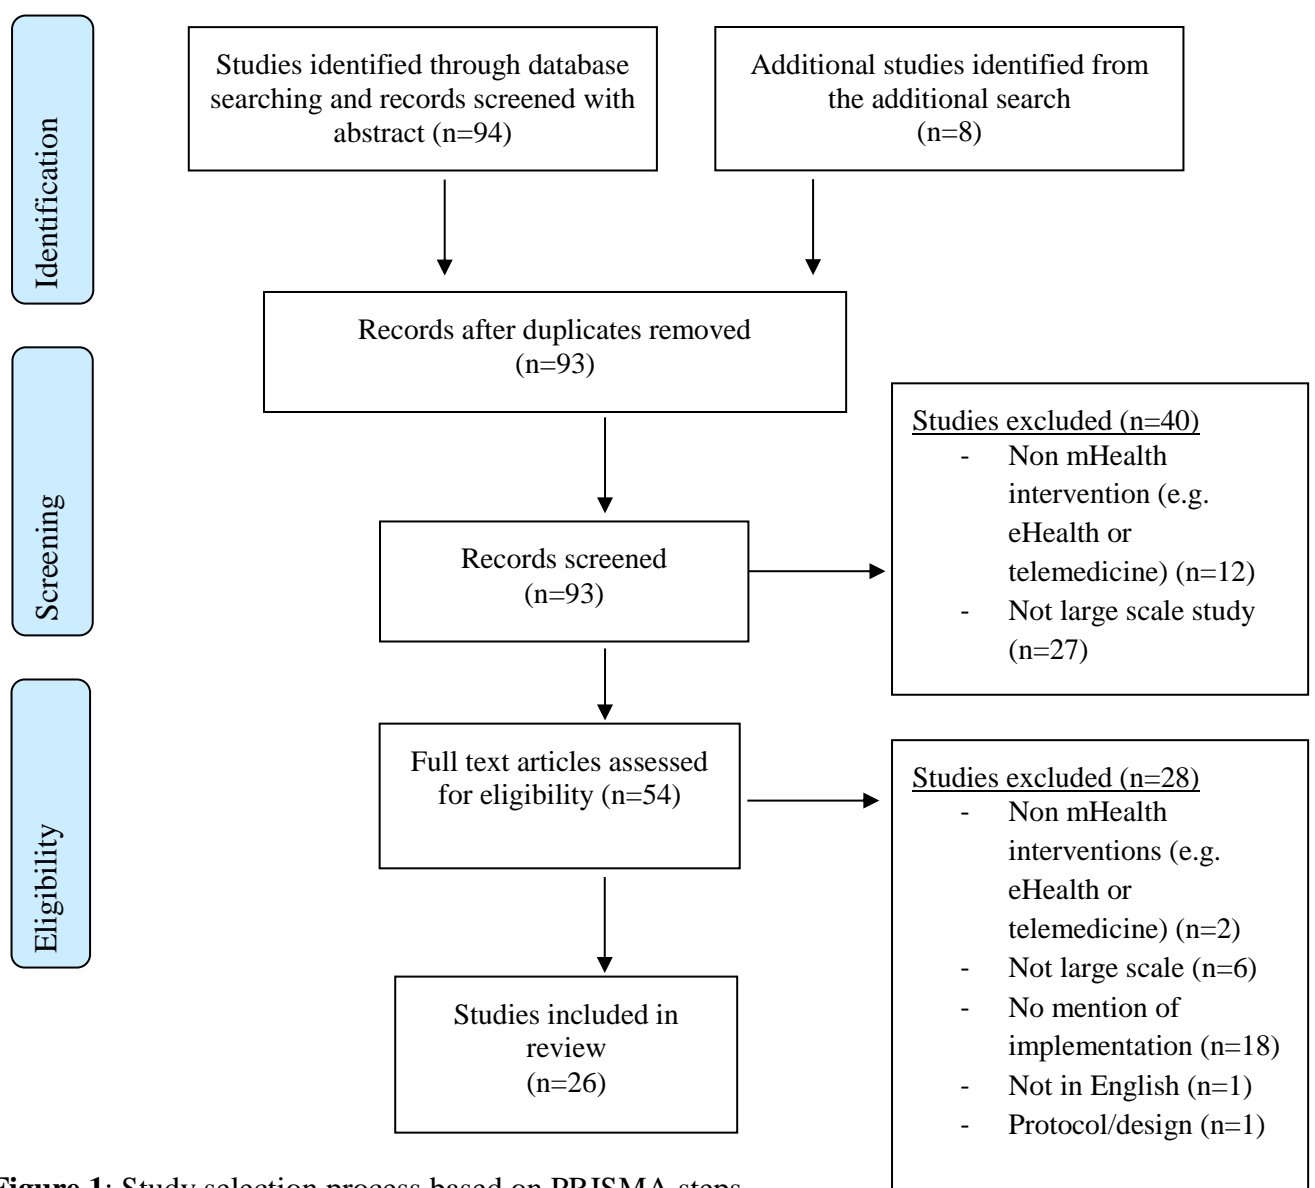 Identification
Studies identified through database
searching and records screened with
abstract (n=94)
Additional studies identified from
the additional search
(n=8)
Records after duplicates removed
(n=93)
Screening
Records screened
(n=93)
Studies excluded (n=40)
- Non mHealth
intervention (e.g.
eHealth or
telemedicine) (n=12)
- Not large scale study
(n=27)
Eligibility
Full text articles assessed
for eligibility (n=54)
Studies excluded (n=28)
- Non mHealth
interventions (e.g.
eHealth or
telemedicine) (n=2)
- Not large scale (n=6)
- No mention of
implementation (n=18)
- Not in English (n=1)
- Protocol/design (n=1)
Studies included in
review
(n=26)
Figure 1: Study selection process based on PRISMA steps